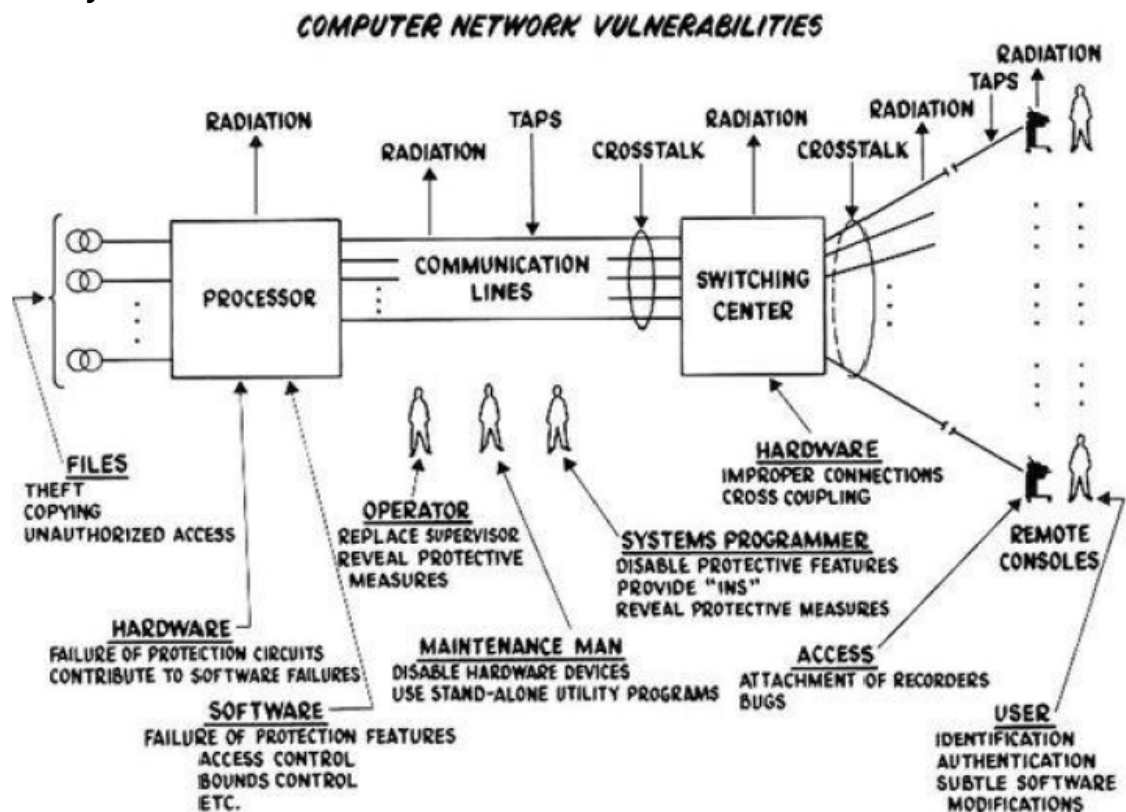 COMPUTER NETWORK VULNERABILITIES
RADIATION
TAPS
RADIATION
CROSSTALK
RADIATION
TAPS
RADIATION
CROSSTALK
RADIATION
PROCESSOR
COMMUNICATION
LINES
SWITCHING
CENTER
FILES
THEFT
COPYING
UNAUTHORIZED ACCESS
OPERATOR
REPLACE SUPERVISOR
REVEAL PROTECTIVE
MEASURES
HARDWARE
IMPROPER CONNECTIONS
CROSS COUPLING
SYSTEMS PROGRAMMER
DISABLE PROTECTIVE FEATURES
PROVIDE "INS"
REVEAL PROTECTIVE MEASURES
REMOTE
CONSOLES
HARDWARE
FAILURE OF PROTECTION CIRCUITS
CONTRIBUTE TO SOFTWARE FAILURES
MAINTENANCE MAN
DISABLE HARDWARE DEVICES
USE STAND-ALONE UTILITY PROGRAMS
ACCESS
ATTACHMENT OF RECORDERS
BUGS
SOFTWARE
FAILURE OF PROTECTION FEATURES
ACCESS CONTROL
BOUNDS CONTROL
ETC.
USER
IDENTIFICATION
AUTHENTICATION
SUBTLE SOFTWARE
MODIFICATIONS